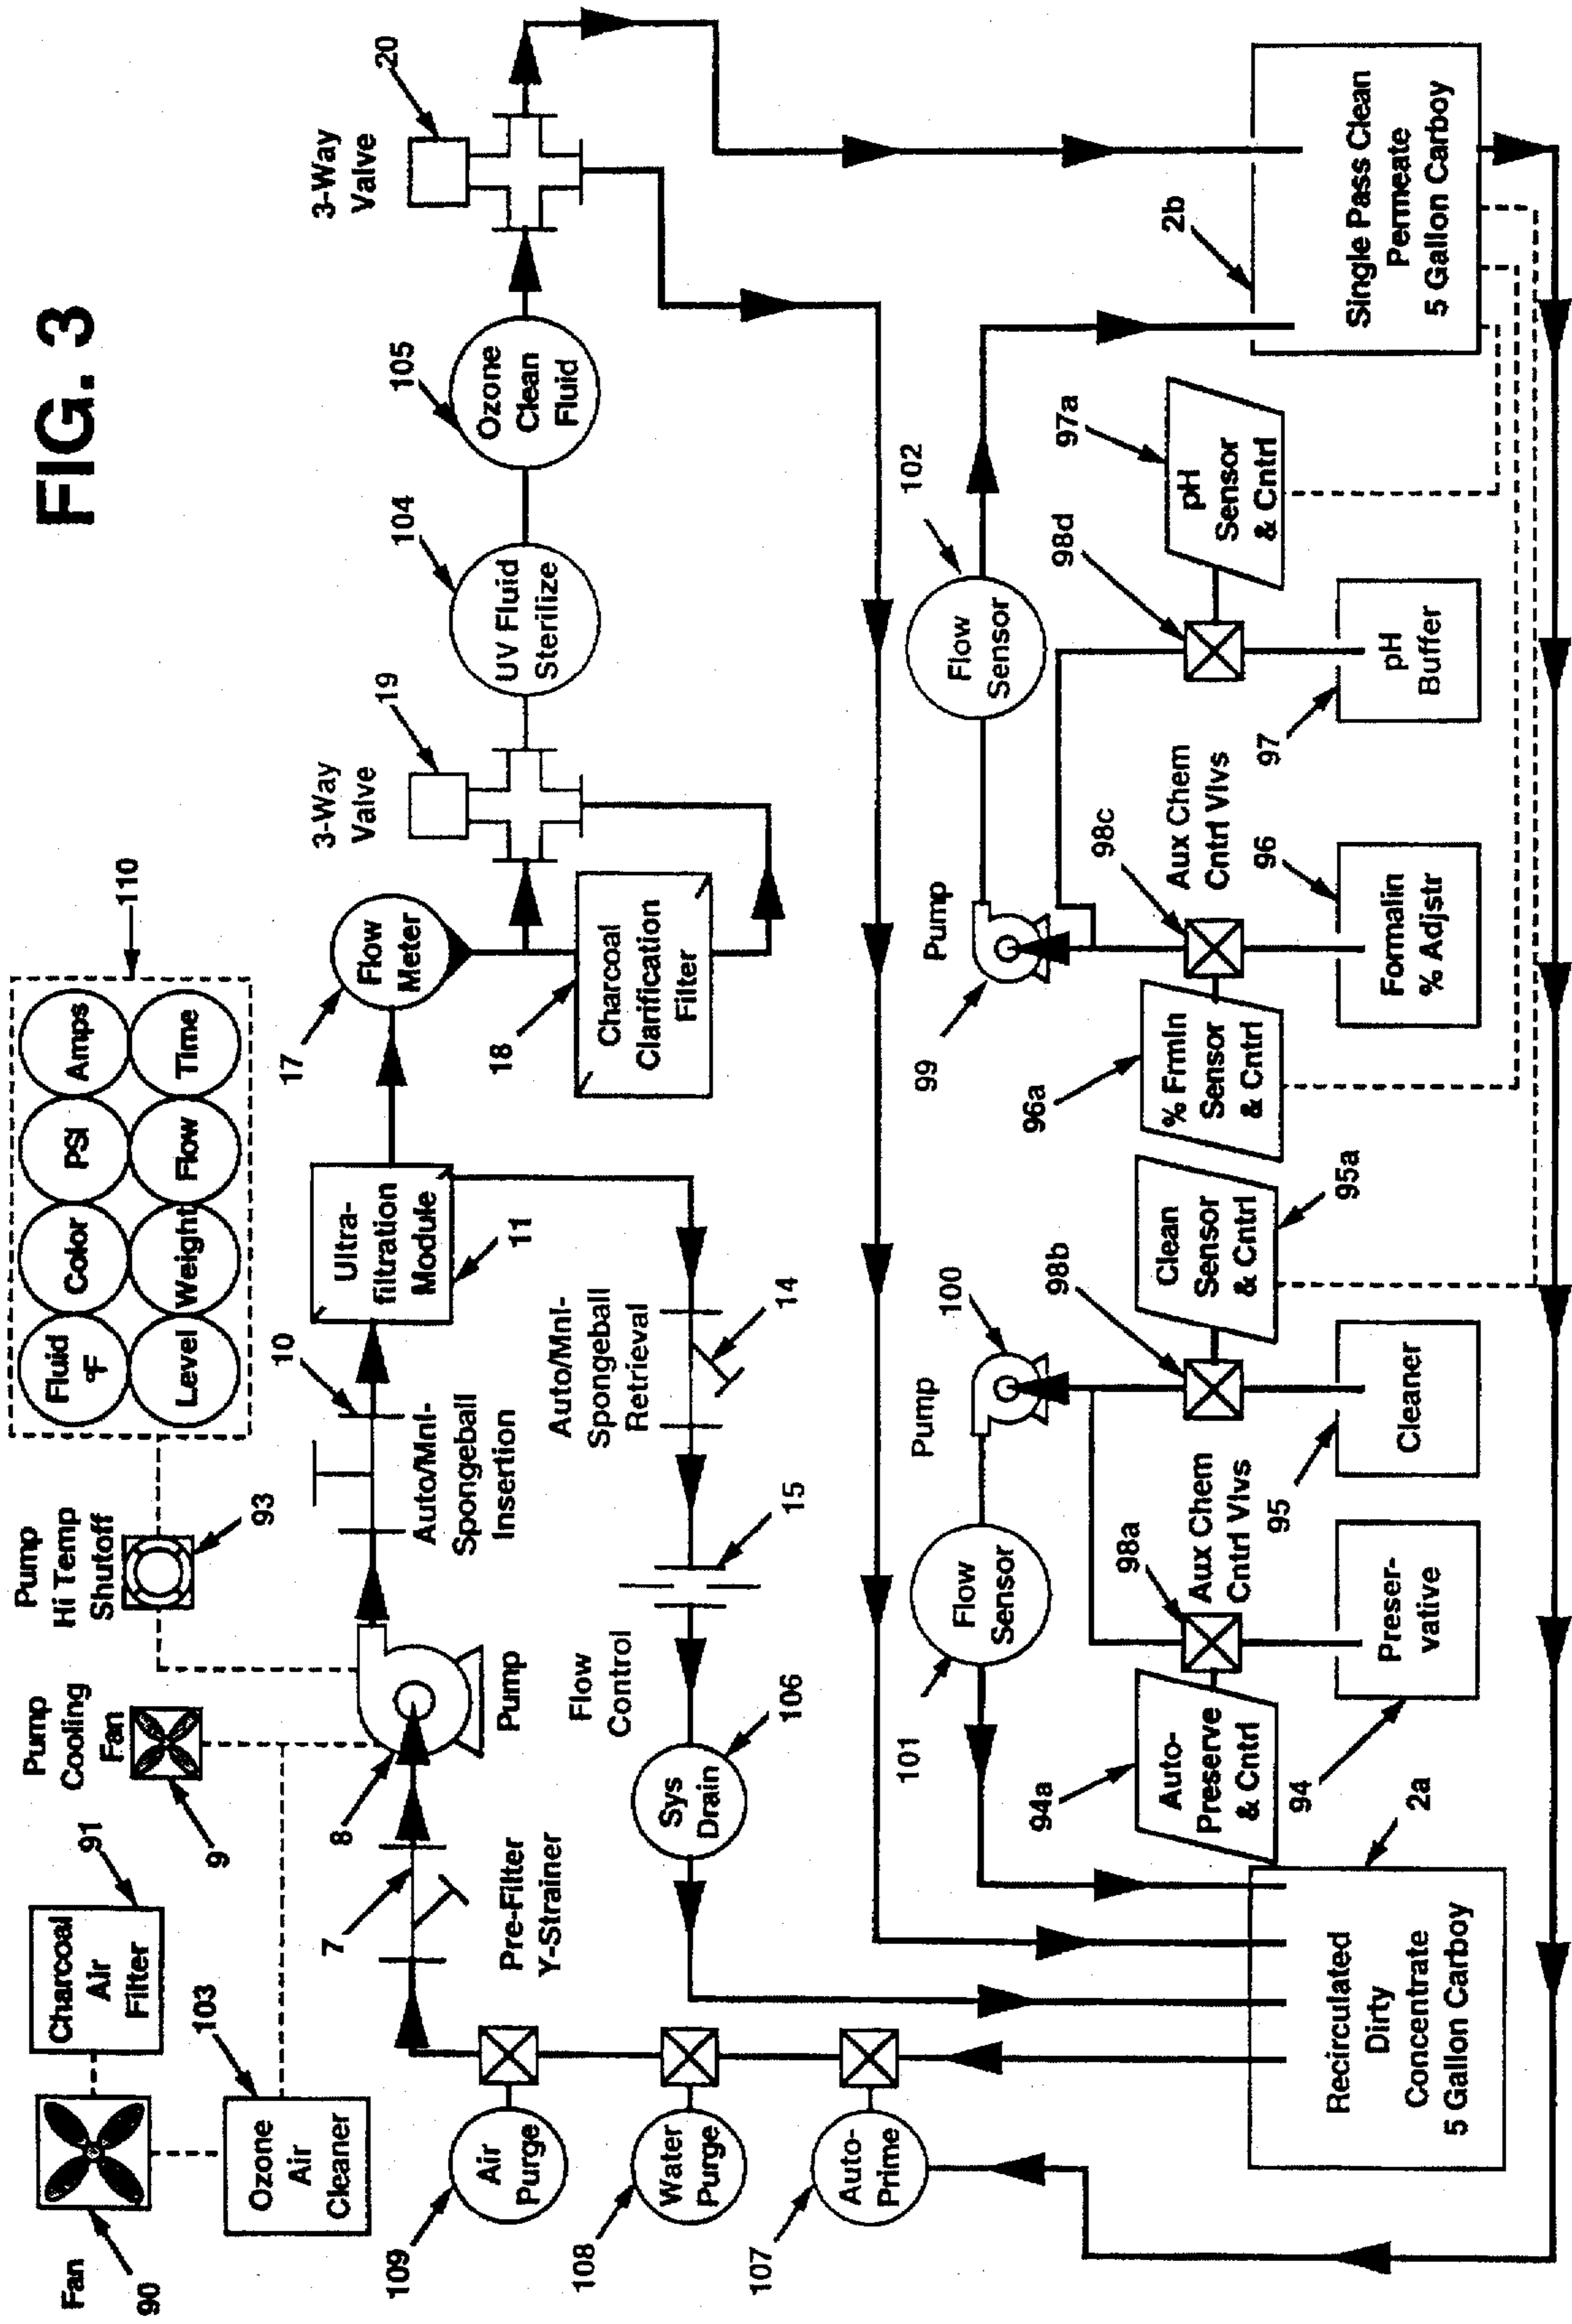 FIG. 3
Fan
90
Charcoal
Air
Filter
91
103
Ozone
Air
Cleaner
Pump
Cooling
Fan
9
Pump
Hi Temp
Shutoff
93
Fluid
°F
Color
PSI
Amps
Level
Weight
Flow
Time
110
109
Air
Purge
108
Water
Purge
107
Auto-
Prime
7
Pre-Filter
Y-Strainer
8
Pump
10
Auto/Mnl-
Spongeball
Insertion
Ultra-
filtration
Module
11
17
Flow
Meter
18
Charcoal
Clarification
Filter
3-Way
Valve
19
104
UV Fluid
Sterilize
105
Ozone
Clean
Fluid
3-Way
Valve
20
Auto/Mnl-
Spongeball
Retrieval
14
15
Flow
Control
106
Sys
Drain
101
Flow
Sensor
Pump
100
99
Pump
102
Flow
Sensor
94a
Auto-
Preserve
& Cntrl
98a
Aux Chem
Cntrl Vlvs
98b
Clean
Sensor
& Cntrl
95a
96a
% Frmln
Sensor
& Cntrl
98c
Aux Chem
Cntrl Vlvs
98d
97a
pH
Sensor
& Cntrl
94
Preser-
vative
95
Cleaner
96
Formalin
% Adjstr
97
pH
Buffer
2a
Recirculated
Dirty
Concentrate
5 Gallon Carboy
2b
Single Pass Clean
Permeate
5 Gallon Carboy